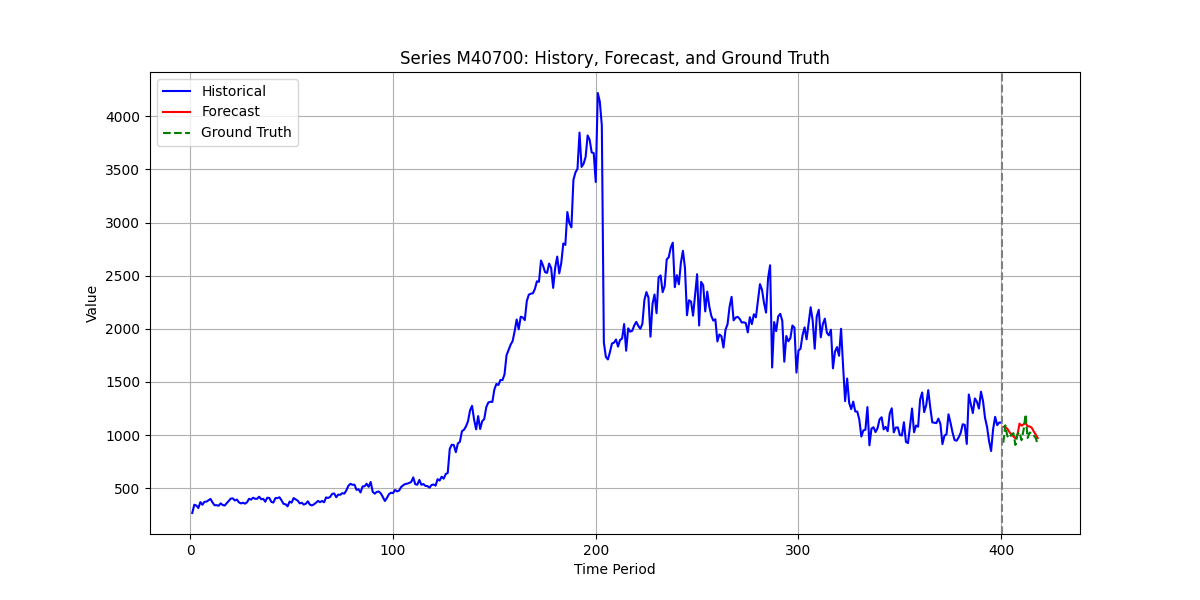 Series M40700: History, Forecast, and Ground Truth
Historical
Forecast
Ground Truth
4000
3500
3000
2500
2000
1500
1000
500
Value
0 100 200 300 400
Time Period